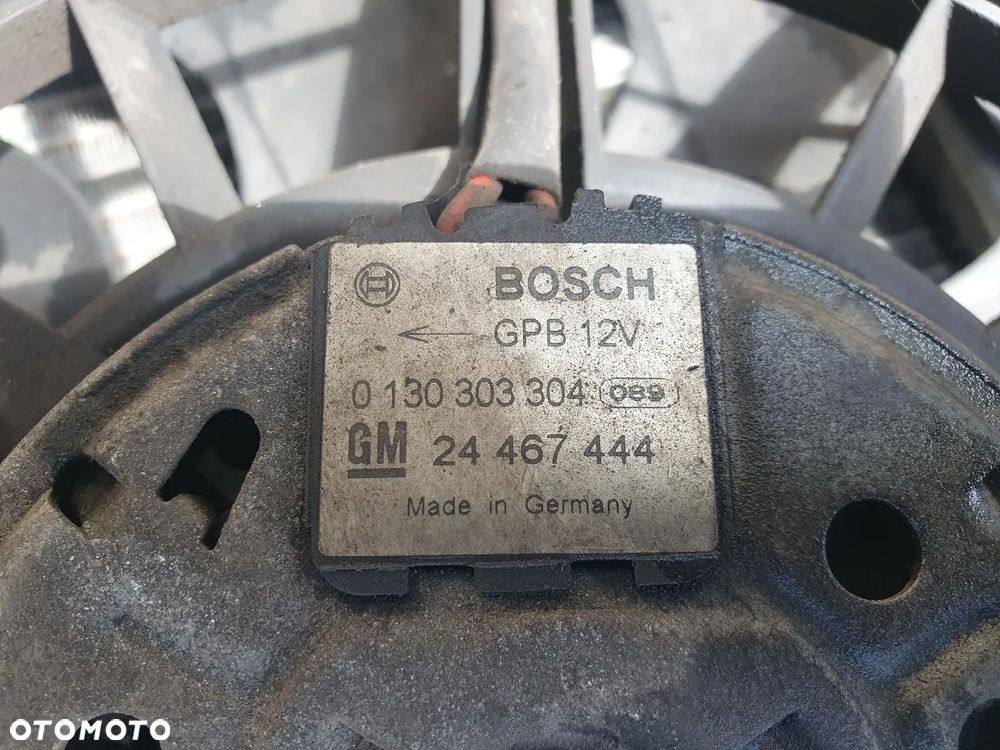 BOSCH
← GPB 12V
0 130 303 304 089
GM 24 467 444
Made in Germany
OTOMOTO